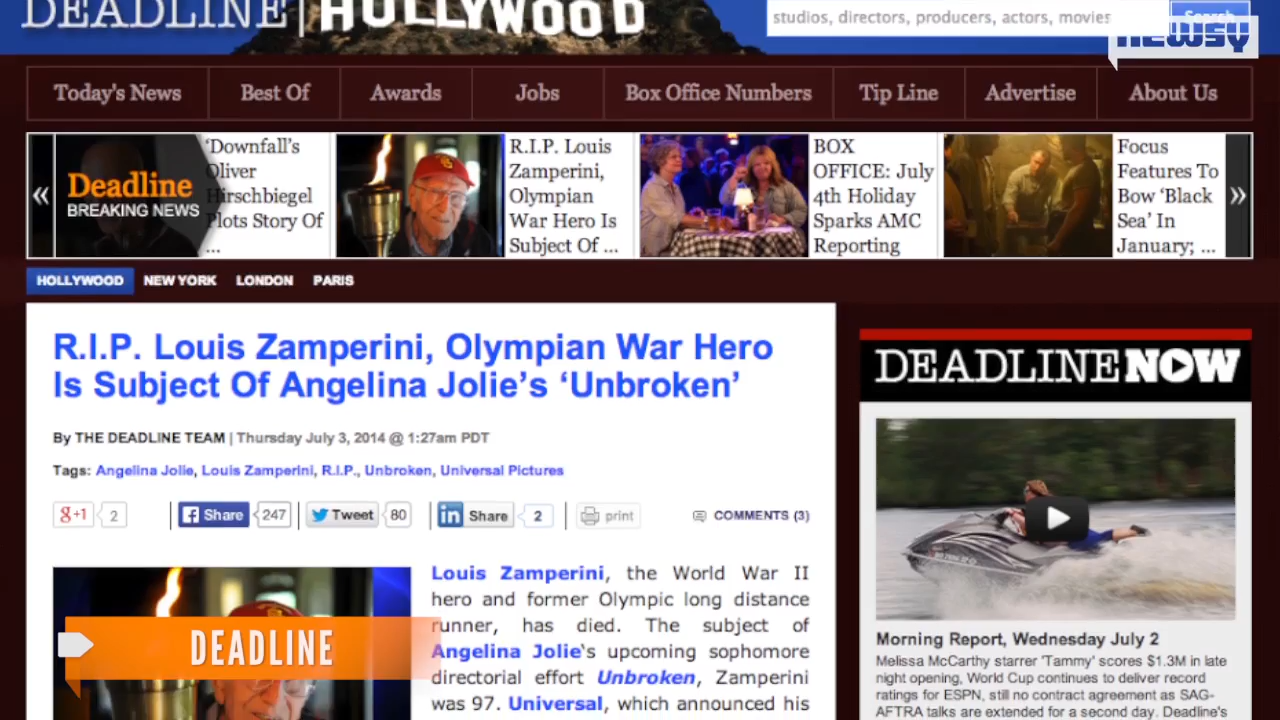 DEADLINE|HOLLYWOOD
studios, directors, producers, actors, movies
Search
NEWSY
Today's News Best Of Awards Jobs Box Office Numbers Tip Line Advertise About Us
«
Deadline
BREAKING NEWS
'Downfall's
Oliver
Hirschbiegel
Plots Story Of
...
R.I.P. Louis
Zamperini,
Olympian
War Hero Is
Subject Of ...
BOX
OFFICE: July
4th Holiday
Sparks AMC
Reporting
Focus
Features To
Bow 'Black
Sea' In
January; ...
»
HOLLYWOOD NEW YORK LONDON PARIS
R.I.P. Louis Zamperini, Olympian War Hero
Is Subject Of Angelina Jolie's 'Unbroken'
By THE DEADLINE TEAM | Thursday July 3, 2014 @ 1:27am PDT
Tags: Angelina Jolie, Louis Zamperini, R.I.P., Unbroken, Universal Pictures
g+1 2 | Share 247 | Tweet 80 | in Share 2 | print COMMENTS (3)
Louis Zamperini, the World War II
hero and former Olympic long distance
runner, has died. The subject of
Angelina Jolie's upcoming sophomore
directorial effort Unbroken, Zamperini
was 97. Universal, which announced his
DEADLINE
DEADLINE NOW
Morning Report, Wednesday July 2
Melissa McCarthy starrer 'Tammy' scores $1.3M in late
night opening, World Cup continues to deliver record
ratings for ESPN, still no contract agreement as SAG-
AFTRA talks are extended for a second day. Deadline's